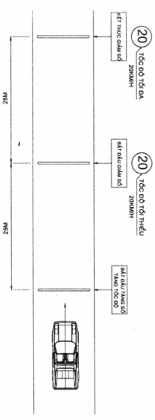 20
TỐC ĐỘ TỐI ĐA
20KM/H
KẾT THÚC GIẢM SỐ
25M
20
TỐC ĐỘ TỐI THIỂU
20KM/H
BẮT ĐẦU GIẢM SỐ
25M
BẮT ĐẦU TĂNG SỐ
TĂNG TỐC ĐỘ